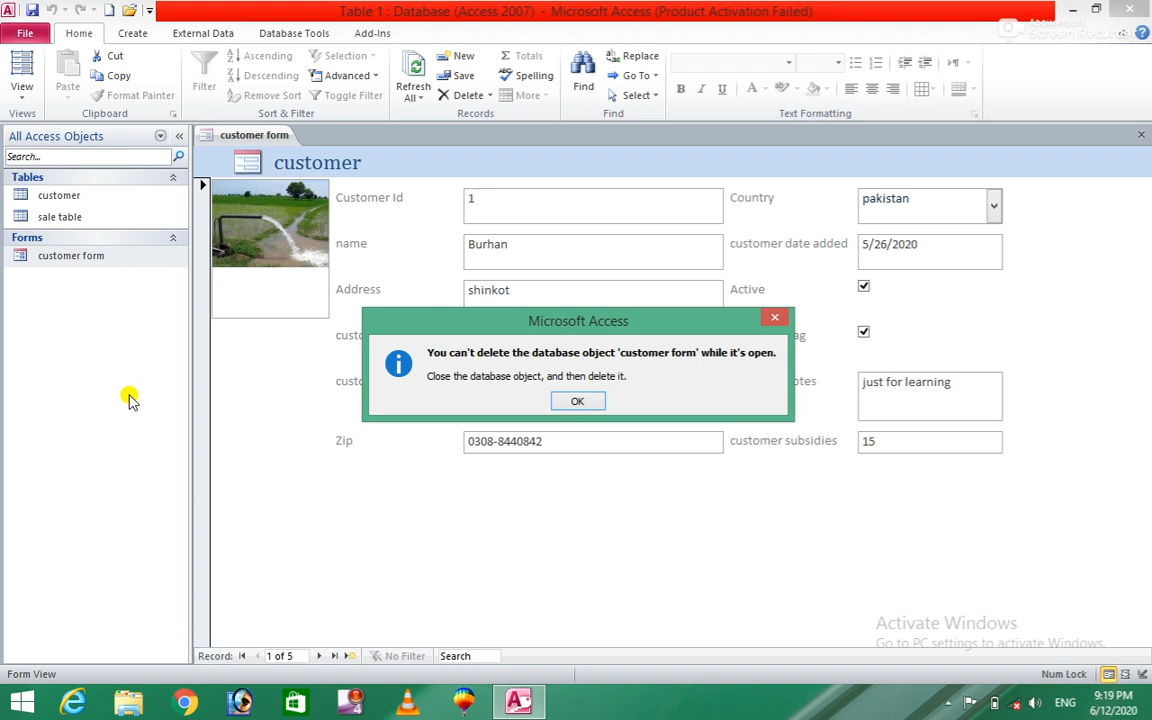 Table 1 : Database (Access 2007) - Microsoft Access (Product Activation Failed)
File Home Create External Data Database Tools Add-Ins
View
Views
Paste
Cut
Copy
Format Painter
Clipboard
Filter
Ascending
Descending
Remove Sort
Selection
Advanced
Toggle Filter
Sort & Filter
Refresh
All
New
Save
Delete
Totals
Spelling
More
Records
Find
Replace
Go To
Select
Find
B I U A
Text Formatting
All Access Objects
Search...
Tables
customer
sale table
Forms
customer form
customer form
customer
Customer Id 1 Country pakistan
name Burhan customer date added 5/26/2020
Address shinkot Active
Microsoft Access
You can't delete the database object 'customer form' while it's open.
Close the database object, and then delete it.
OK
just for learning
Zip 0308-8440842 customer subsidies 15
Activate Windows
Go to PC settings to activate Windows.
Record: 1 of 5 No Filter Search
Form View Num Lock
ENG
9:19 PM
6/12/2020